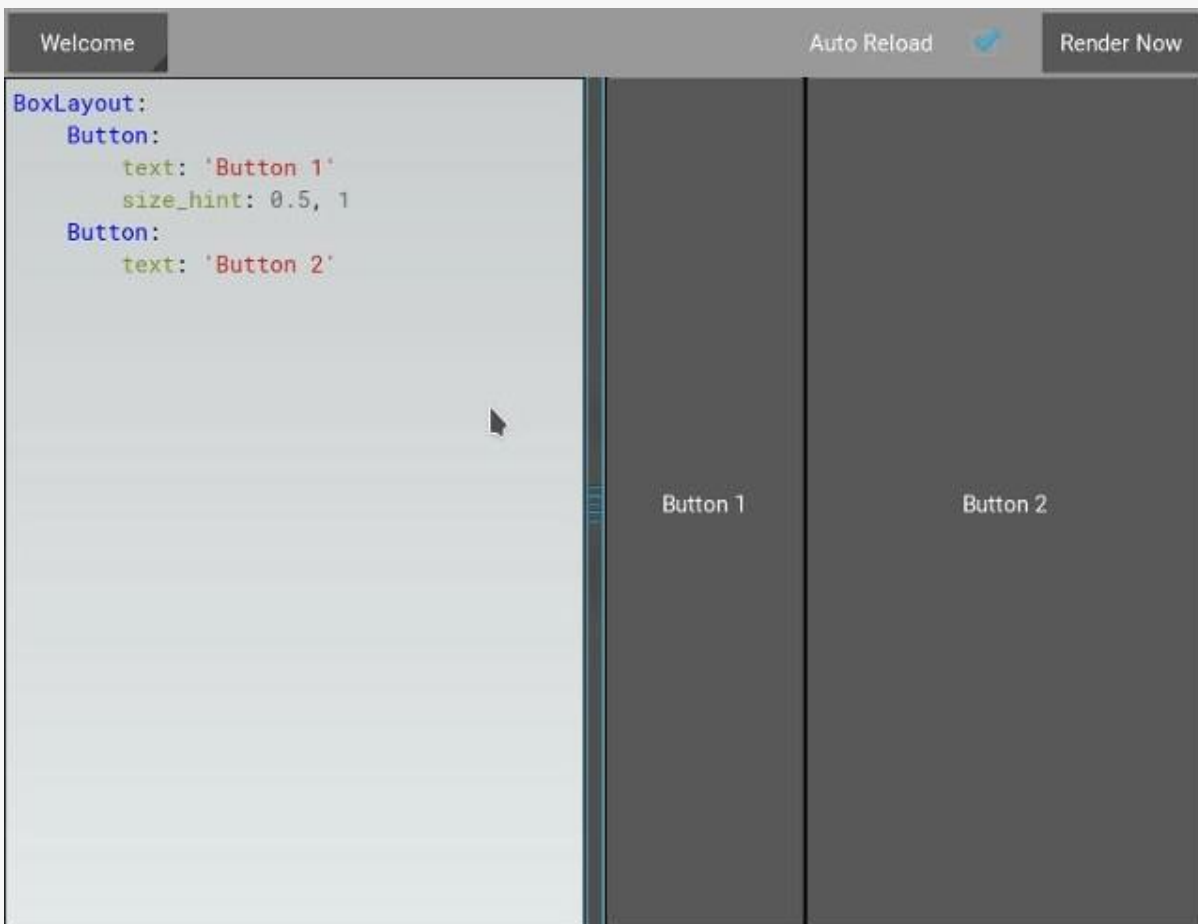 Welcome
Auto Reload
Render Now
BoxLayout:
    Button:
        text: 'Button 1'
        size_hint: 0.5, 1
    Button:
        text: 'Button 2'
Button 1
Button 2